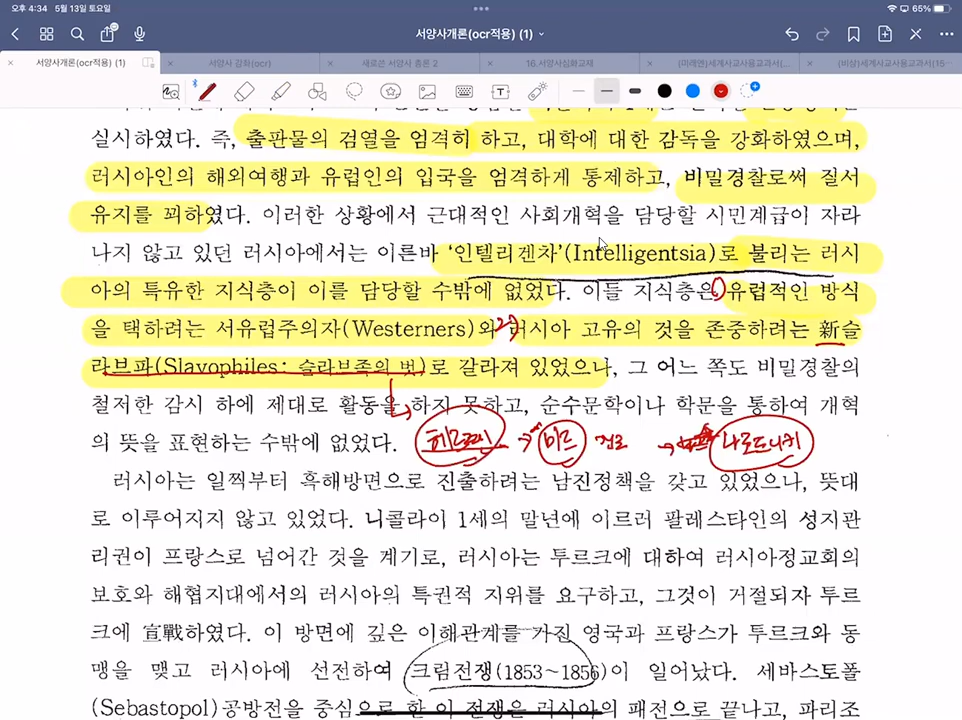 오후 4:34 5월 13일 토요일 65%
서양사개론(ocr적용) (1)
서양사개론(ocr적용) (1) 서양사 강좌(ocr) 새로쓴 서양사 총론 2 16.서양사심화교재 (미래엔)세계사교사용교과서(... (비상)세계사교사용교과서(15...
실시하였다. 즉, 출판물의 검열을 엄격히 하고, 대학에 대한 감독을 강화하였으며,
러시아인의 해외여행과 유럽인의 입국을 엄격하게 통제하고, 비밀경찰로써 질서
유지를 꾀하였다. 이러한 상황에서 근대적인 사회개혁을 담당할 시민계급이 자라
나지 않고 있던 러시아에서는 이른바 ‘인텔리겐차’(Intelligentsia)로 불리는 러시
아의 특유한 지식층이 이를 담당할 수밖에 없었다. 이들 지식층은 유럽적인 방식
을 택하려는 서유럽주의자(Westerners)와 2) 러시아 고유의 것을 존중하려는 新슬
라브파(Slavophiles: 슬라브족의 벗)로 갈라져 있었으나, 그 어느 쪽도 비밀경찰의
철저한 감시 하에 제대로 활동을 하지 못하고, 순수문학이나 학문을 통하여 개혁
의 뜻을 표현하는 수밖에 없었다. 미르 나로드니키
러시아는 일찍부터 흑해방면으로 진출하려는 남진정책을 갖고 있었으나, 뜻대
로 이루어지지 않고 있었다. 니콜라이 1세의 말년에 이르러 팔레스타인의 성지관
리권이 프랑스로 넘어간 것을 계기로, 러시아는 투르크에 대하여 러시아정교회의
보호와 해협지대에서의 러시아의 특권적 지위를 요구하고, 그것이 거절되자 투르
크에 宣戰하였다. 이 방면에 깊은 이해관계를 가진 영국과 프랑스가 투르크와 동
맹을 맺고 러시아에 선전하여 크림전쟁(1853~1856)이 일어났다. 세바스토폴
(Sebastopol)공방전을 중심으로 한 이 전쟁은 러시아의 패전으로 끝나고, 파리조